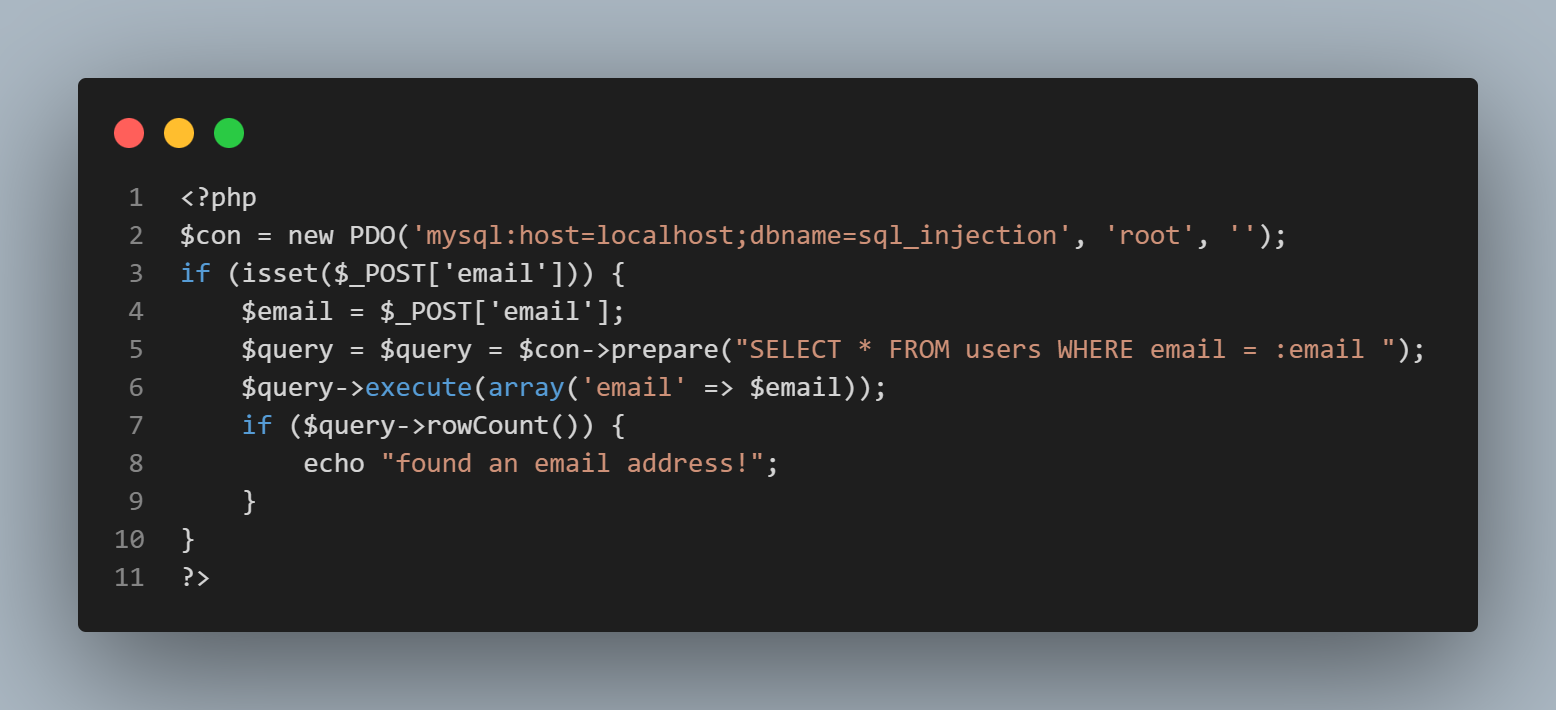 1 <?php
2 $con = new PDO('mysql:host=localhost;dbname=sql_injection', 'root', '');
3 if (isset($_POST['email'])) {
4     $email = $_POST['email'];
5     $query = $query = $con->prepare("SELECT * FROM users WHERE email = :email ");
6     $query->execute(array('email' => $email));
7     if ($query->rowCount()) {
8         echo "found an email address!";
9     }
10 }
11 ?>